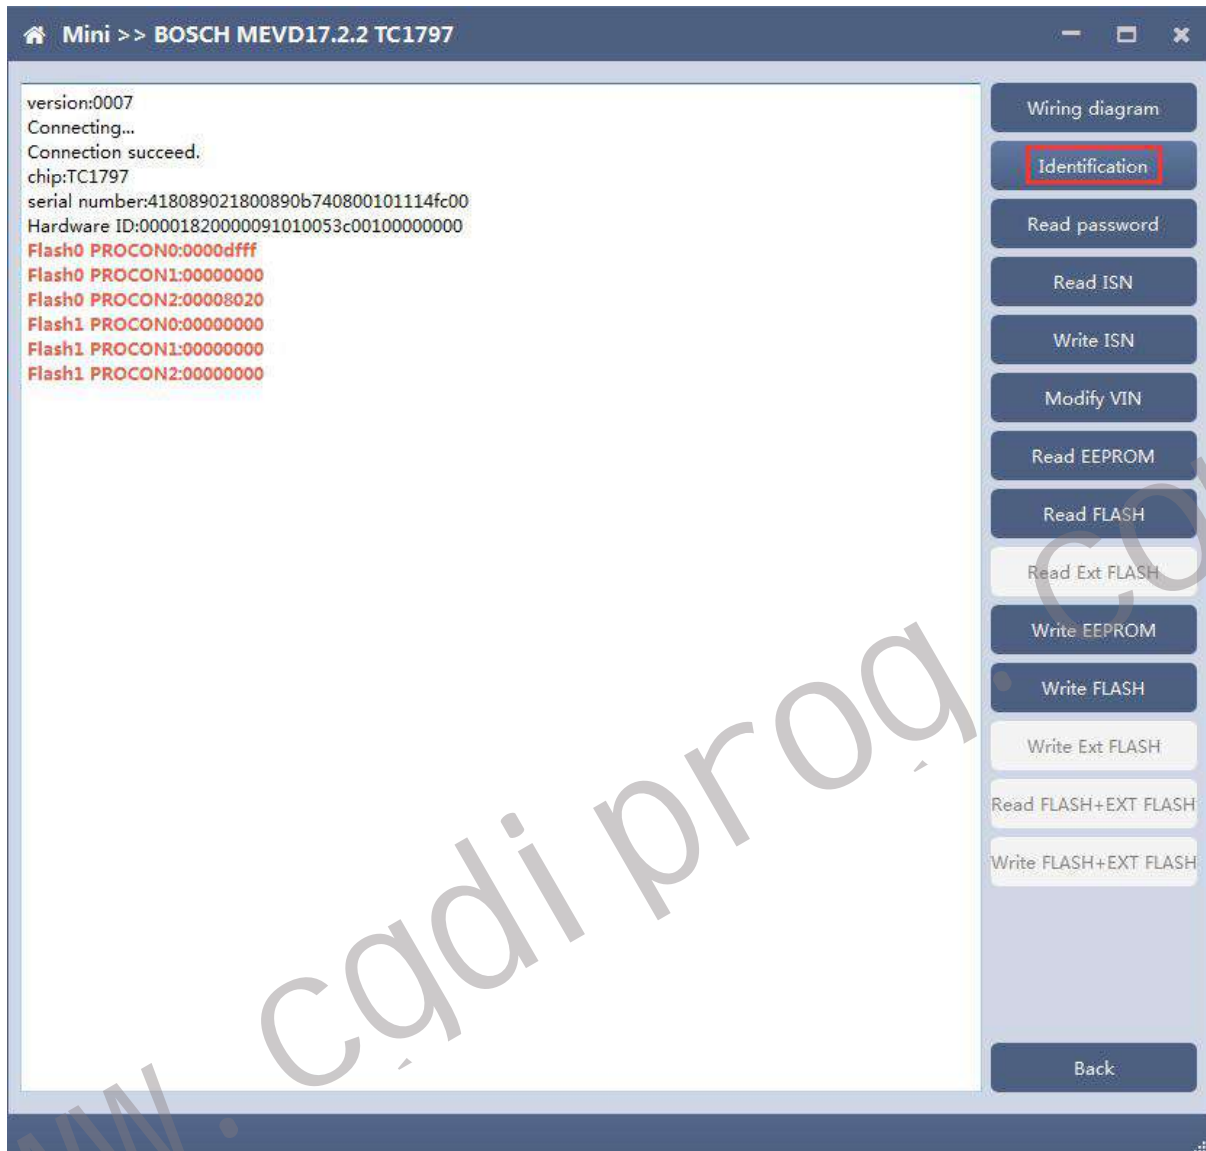 Mini >> BOSCH MEVD17.2.2 TC1797
version:0007
Connecting...
Connection succeed.
chip:TC1797
serial number:418089021800890b740800101114fc00
Hardware ID:00001820000091010053c00100000000
Flash0 PROCON0:0000dfff
Flash0 PROCON1:00000000
Flash0 PROCON2:00008020
Flash1 PROCON0:00000000
Flash1 PROCON1:00000000
Flash1 PROCON2:00000000
Wiring diagram
Identification
Read password
Read ISN
Write ISN
Modify VIN
Read EEPROM
Read FLASH
Read Ext FLASH
Write EEPROM
Write FLASH
Write Ext FLASH
Read FLASH+EXT FLASH
Write FLASH+EXT FLASH
Back
www.cgdiprog.co